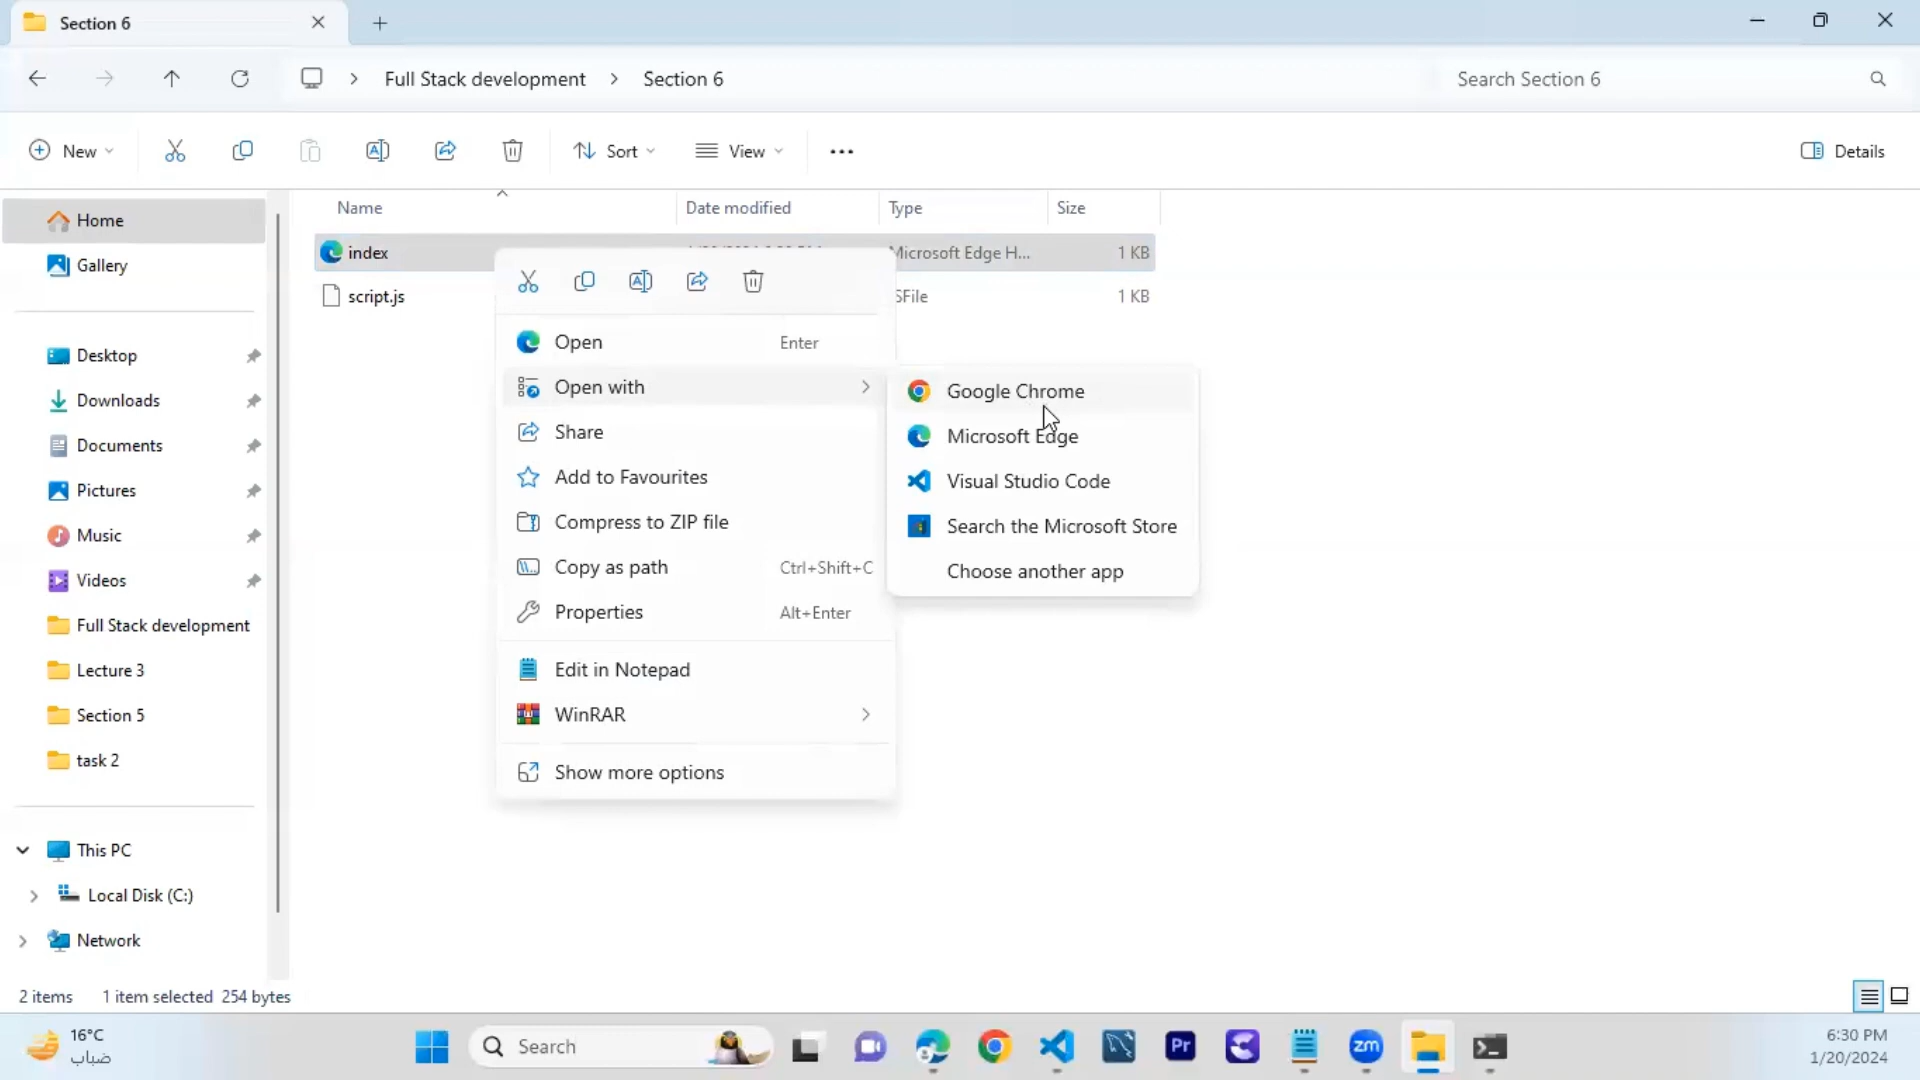 Section 6
Full Stack development
Section 6
Search Section 6
New
Sort
View
Details
Name
Date modified
Type
Size
Home
Gallery
Desktop
Downloads
Documents
Pictures
Music
Videos
Full Stack development
Lecture 3
Section 5
task 2
This PC
Local Disk (C:)
Network
index
Microsoft Edge H...
1 KB
script.js
SFile
1 KB
Open
Enter
Open with
Share
Add to Favourites
Compress to ZIP file
Copy as path
Ctrl+Shift+C
Properties
Alt+Enter
Edit in Notepad
WinRAR
Show more options
Google Chrome
Microsoft Edge
Visual Studio Code
Search the Microsoft Store
Choose another app
2 items
1 item selected 254 bytes
16°C
ضباب
Search
Pr
zm
6:30 PM
1/20/2024